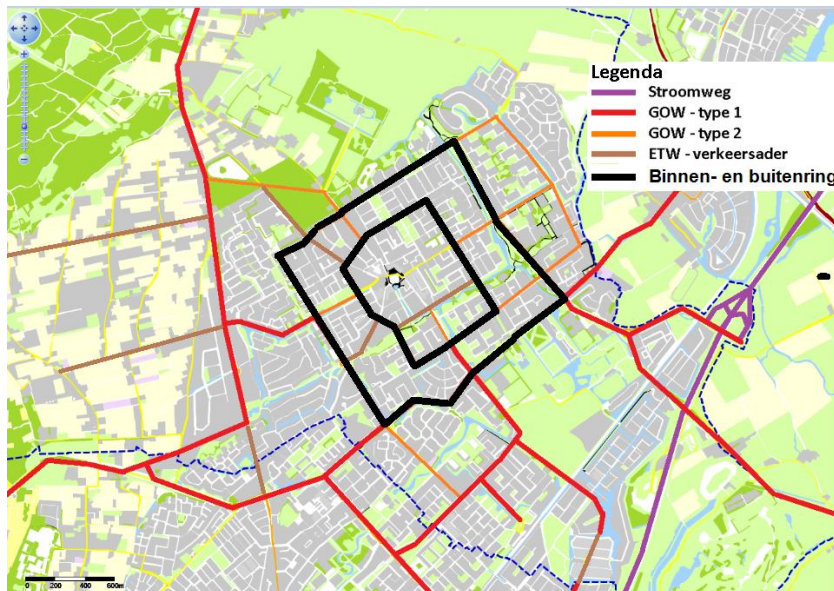 Legenda
Stroomweg
GOW - type 1
GOW - type 2
ETW - verkeersader
Binnen- en buitenring
0 200 400 600m